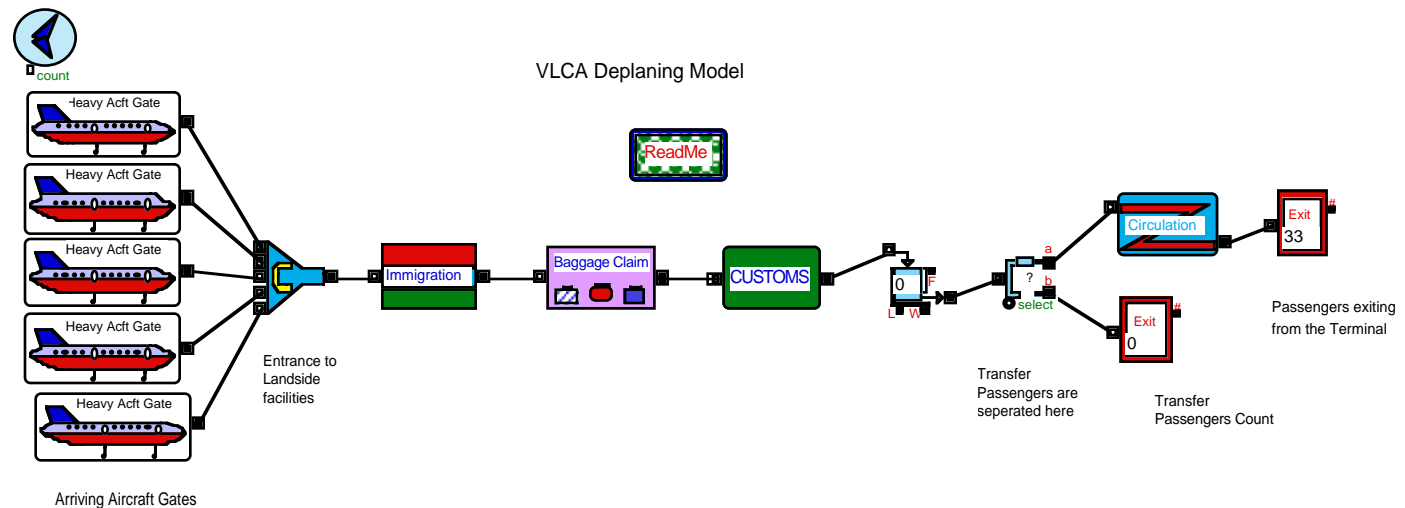 count
VLCA Deplaning Model
Heavy Acft Gate
ReadMe
Heavy Acft Gate
Heavy Acft Gate
Heavy Acft Gate
Heavy Acft Gate
Immigration
Baggage Claim
CUSTOMS
0
F
L W
?
a
b
select
Circulation
Exit
33
#
Exit
0
#
Entrance to
Landside
facilities
Transfer
Passengers are
seperated here
Transfer
Passengers Count
Passengers exiting
from the Terminal
Arriving Aircraft Gates